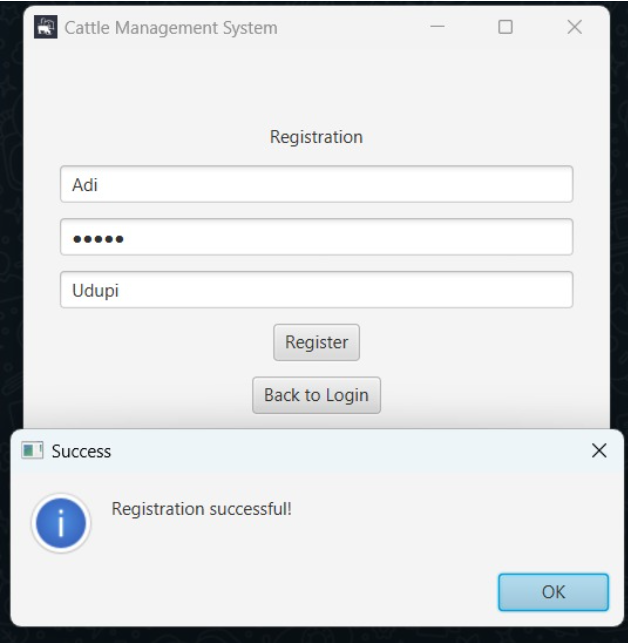 Cattle Management System
Registration
Adi
●●●●●
Udupi
Register
Back to Login
Success
Registration successful!
OK